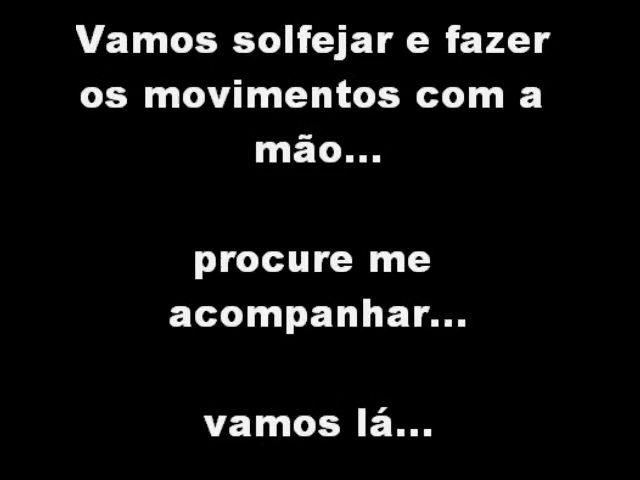 Vamos solfejar e fazer
os movimentos com a
mão...
procure me
acompanhar...
vamos lá...